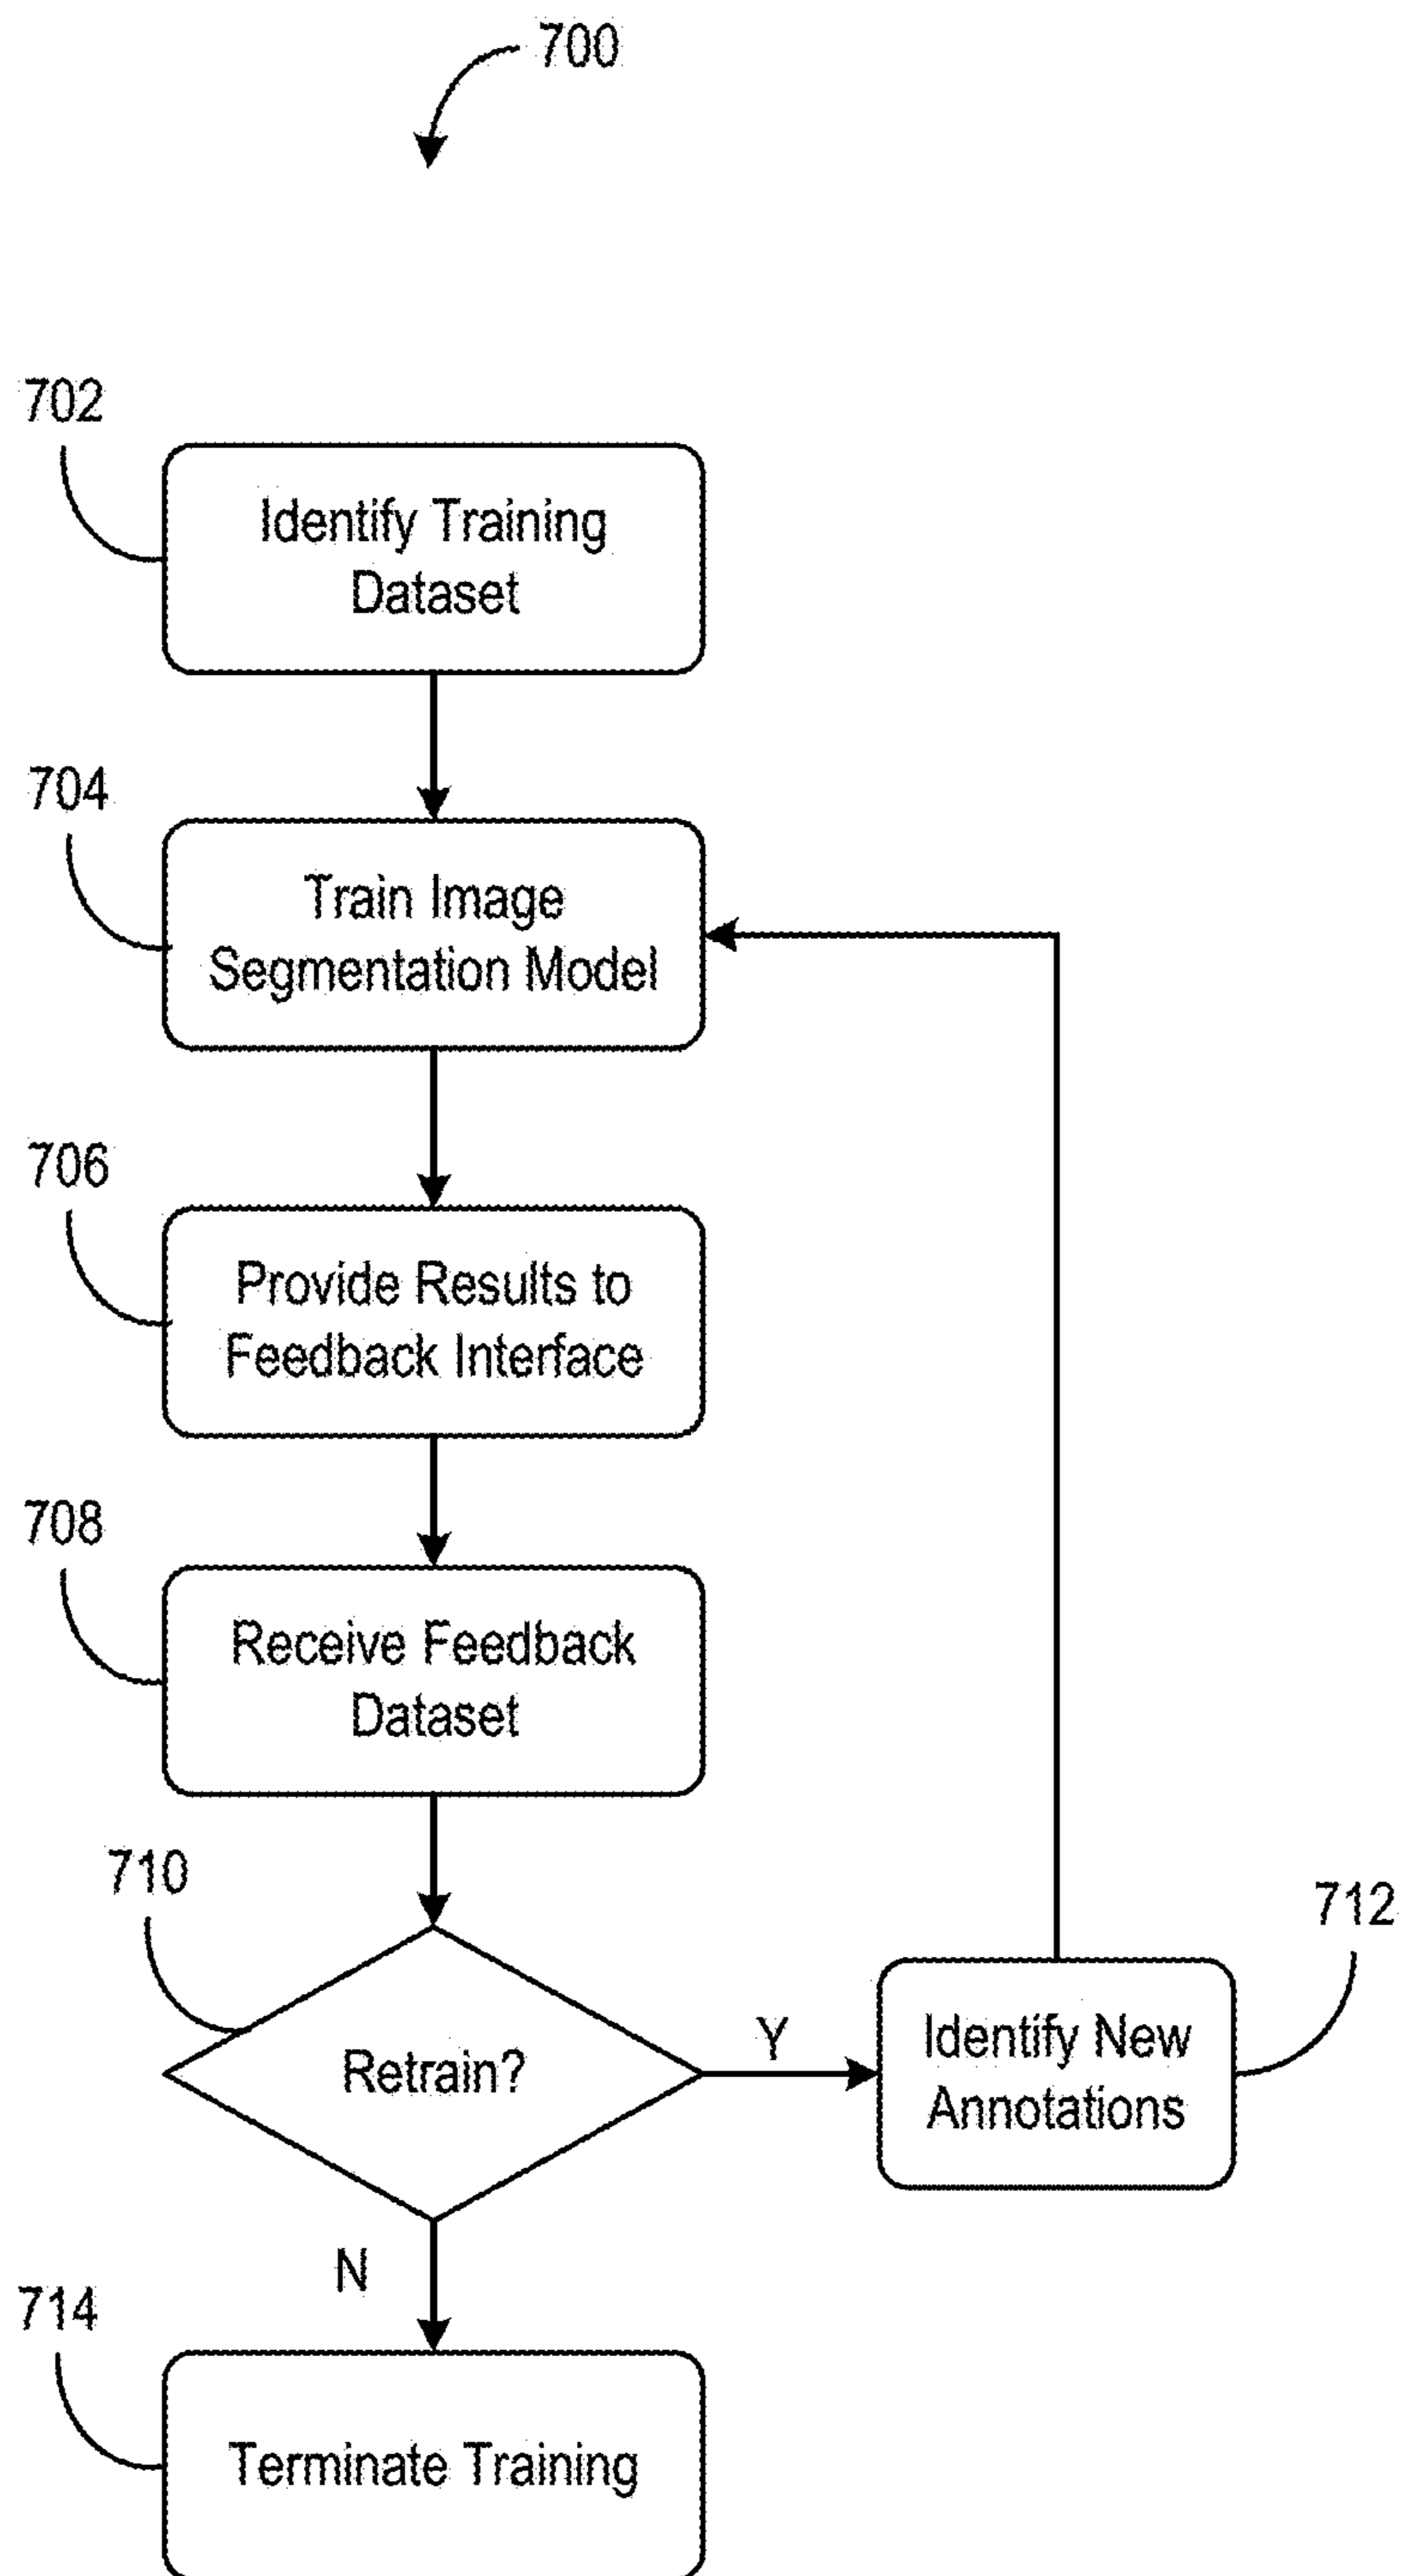 700
702
Identify Training
Dataset
704
Train Image
Segmentation Model
706
Provide Results to
Feedback Interface
708
Receive Feedback
Dataset
710
Retrain?
Y
712
Identify New
Annotations
N
714
Terminate Training